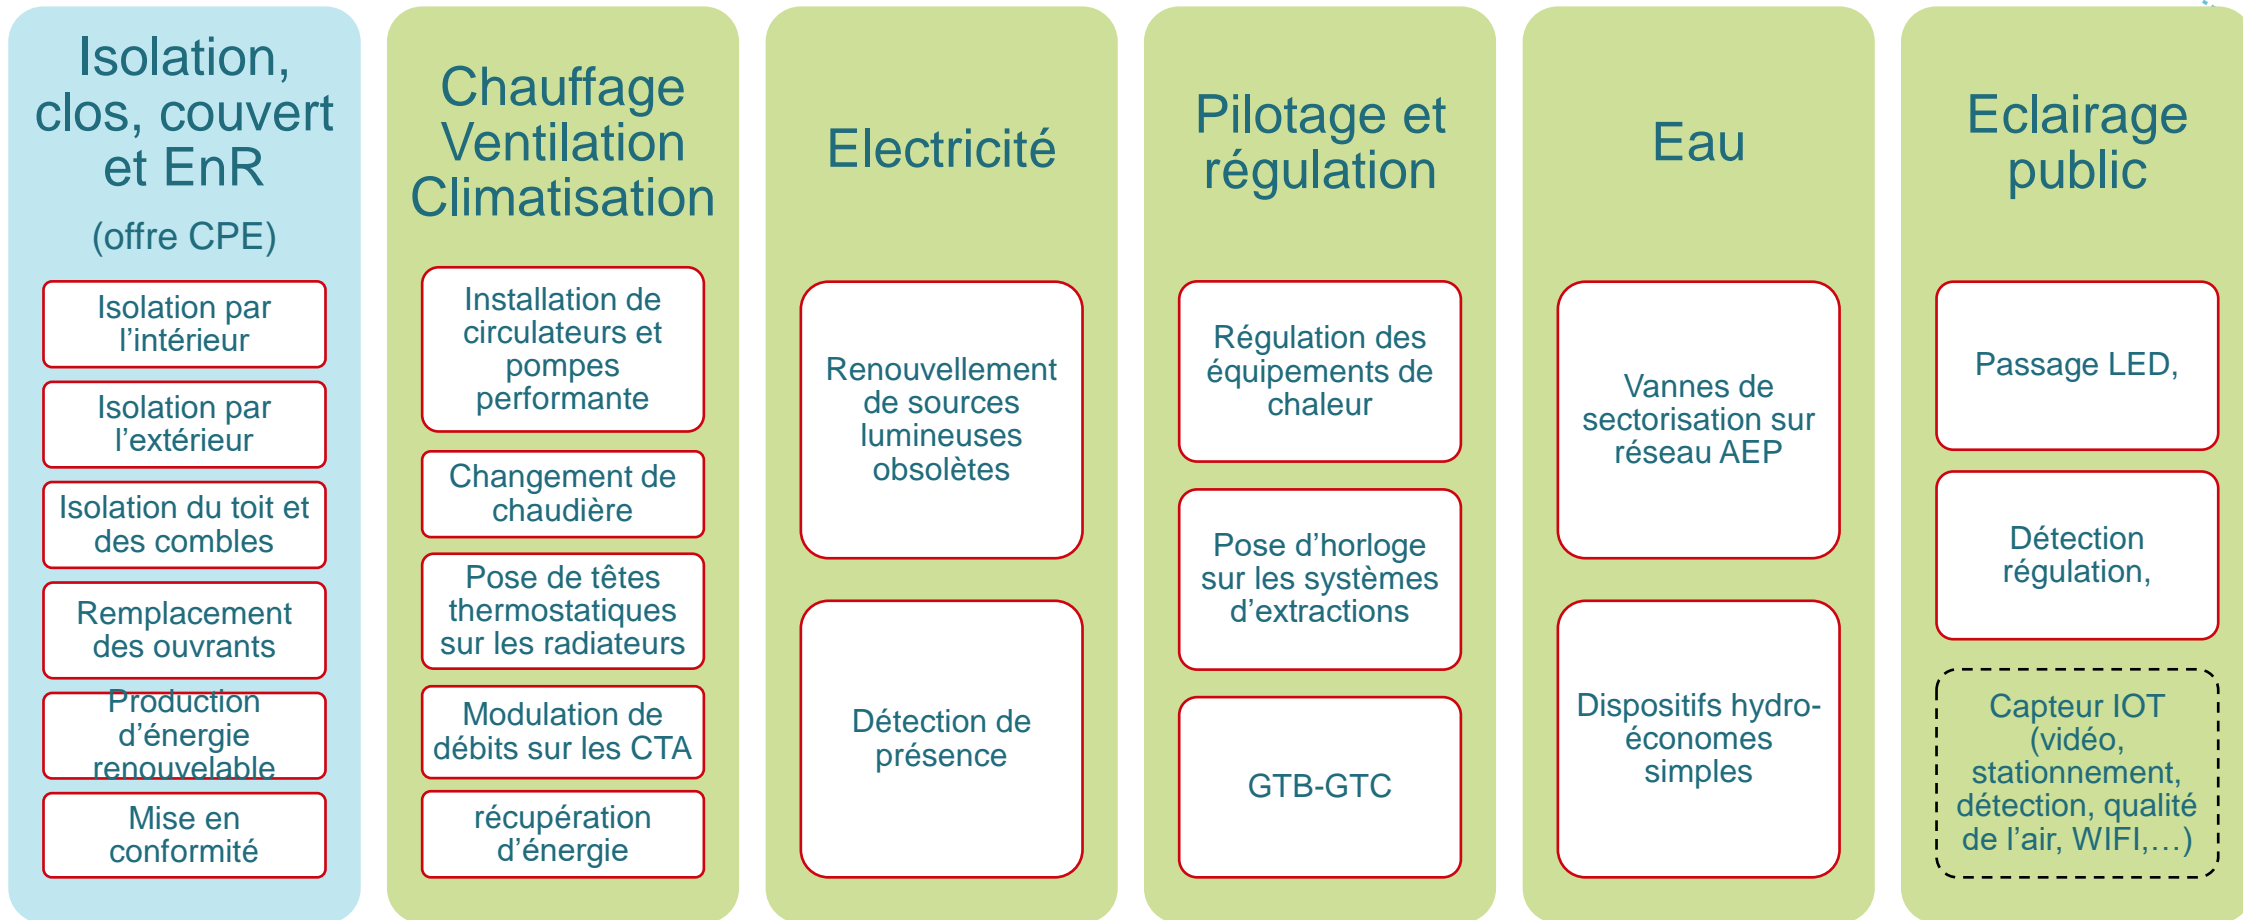 Isolation,
clos, couvert
et EnR
(offre CPE)
Isolation par
l’intérieur
Isolation par
l’extérieur
Isolation du toit et
des combles
Remplacement
des ouvrants
Production
d’énergie
renouvelable
Mise en
conformité
Chauffage
Ventilation
Climatisation
Installation de
circulateurs et
pompes
performante
Changement de
chaudière
Pose de têtes
thermostatiques
sur les radiateurs
Modulation de
débits sur les CTA
récupération
d’énergie
Electricité
Renouvellement
de sources
lumineuses
obsolètes
Détection de
présence
Pilotage et
régulation
Régulation des
équipements de
chaleur
Pose d’horloge
sur les systèmes
d’extractions
GTB-GTC
Eau
Vannes de
sectorisation sur
réseau AEP
Dispositifs hydro-
économes
simples
Eclairage
public
Passage LED,
Détection
régulation,
Capteur IOT
(vidéo,
stationnement,
détection, qualité
de l’air, WIFI,…)